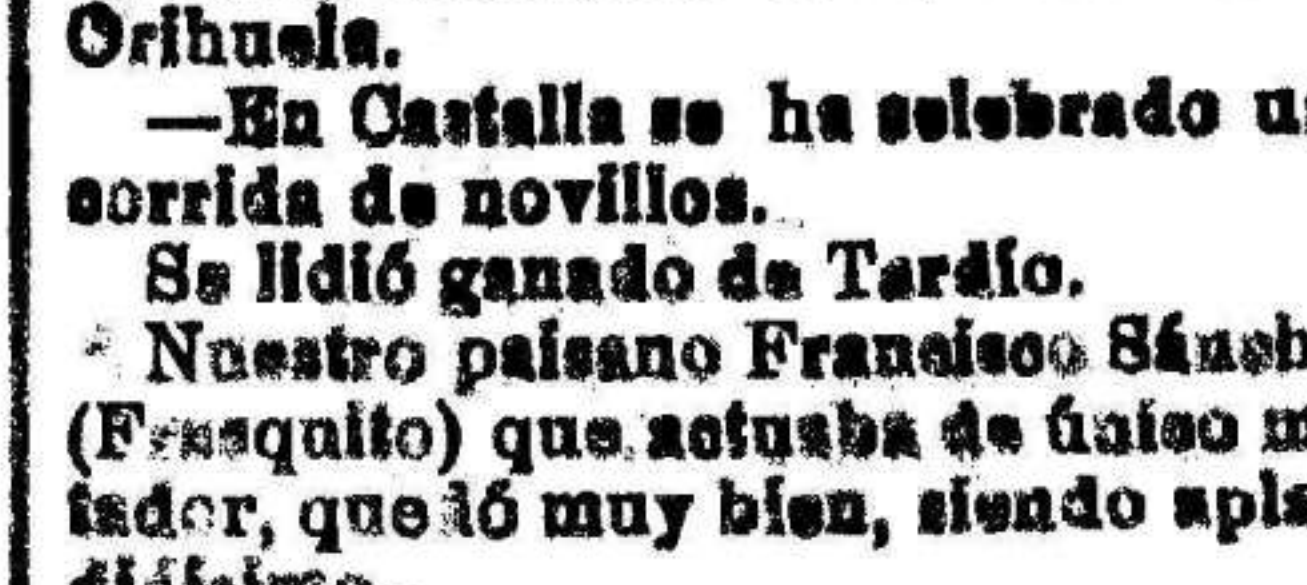 Orihuela.
—En Castalla se ha celebrado u
corrida de novillos.
Se lidió ganado de Tardío.
Nuestro paisano Francisco Sánch
(Frasquito) que actuaba de único m
tador, quedó muy bien, siendo apla